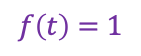 f(t) = 1